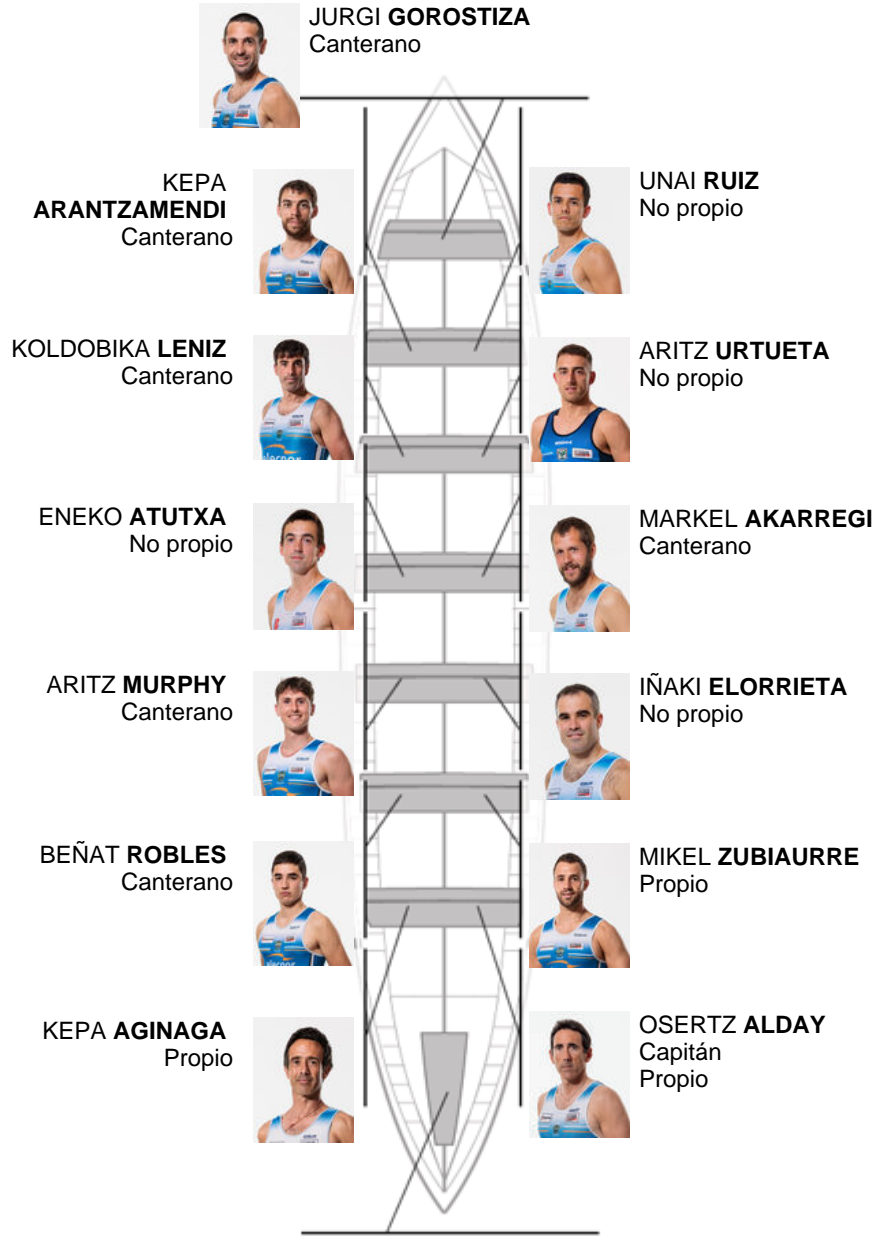 JURGI GOROSTIZA
Canterano
KEPA
ARANTZAMENDI
Canterano
UNAI RUIZ
No propio
KOLDOBIKA LENIZ
Canterano
ARITZ URTUETA
No propio
ENEKO ATUTXA
No propio
MARKEL AKARREGI
Canterano
ARITZ MURPHY
Canterano
IÑAKI ELORRIETA
No propio
BEÑAT ROBLES
Canterano
MIKEL ZUBIAURRE
Propio
KEPA AGINAGA
Propio
OSERTZ ALDAY
Capitán
Propio